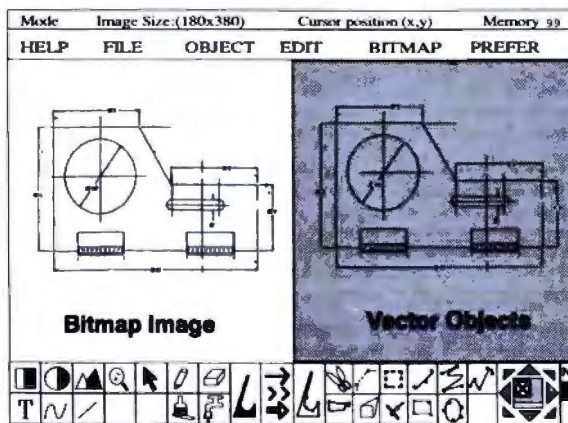 Mode Image Size:(180x380) Cursor position (x,y) Memory 99
HELP FILE OBJECT EDIT BITMAP PREFER
Bitmap Image Vector Objects
T